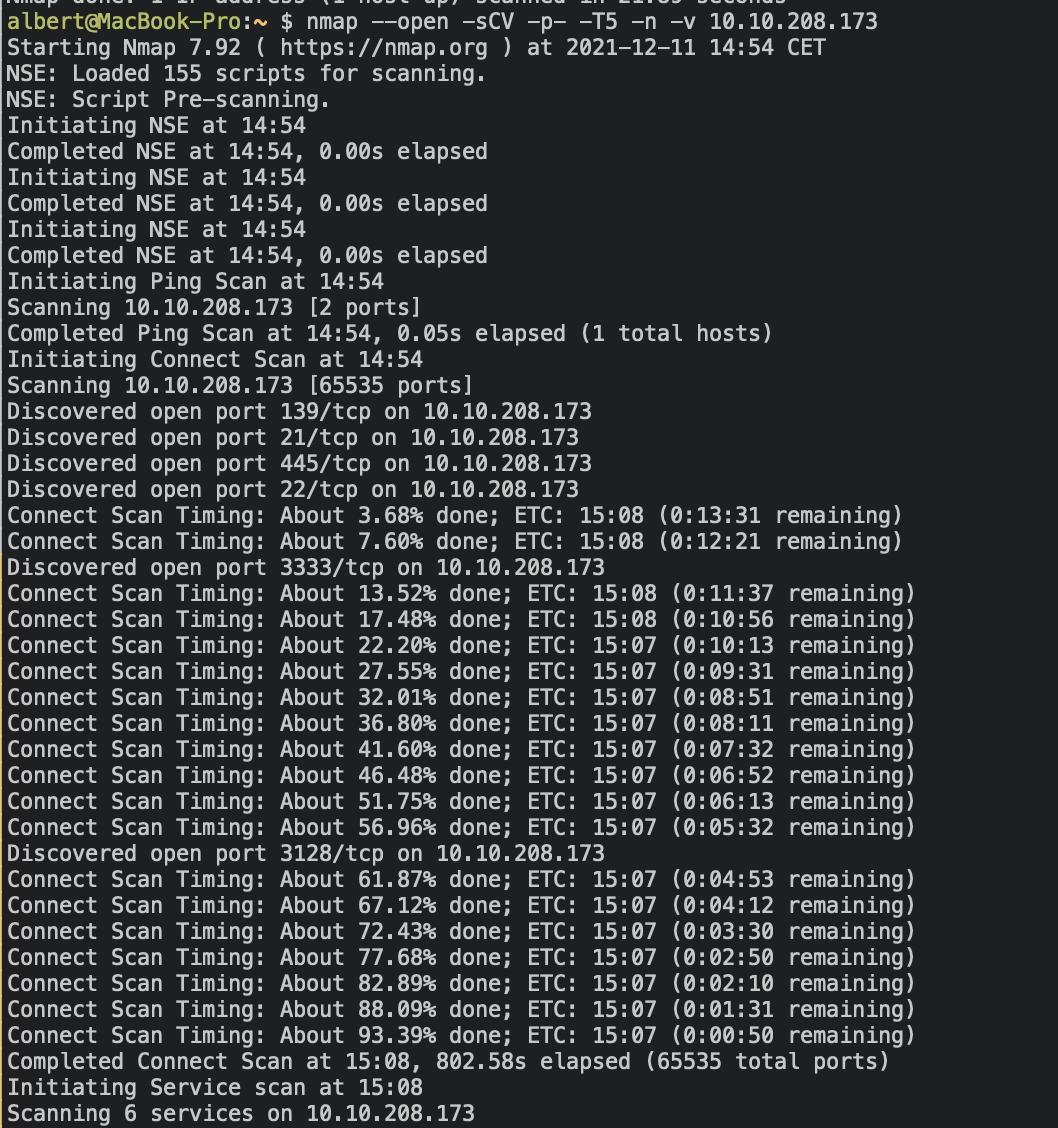 Nmap done: 1 IP address (1 host up) scanned in 21.89 seconds
albert@MacBook-Pro:~ $ nmap --open -sCV -p- -T5 -n -v 10.10.208.173
Starting Nmap 7.92 ( https://nmap.org ) at 2021-12-11 14:54 CET
NSE: Loaded 155 scripts for scanning.
NSE: Script Pre-scanning.
Initiating NSE at 14:54
Completed NSE at 14:54, 0.00s elapsed
Initiating NSE at 14:54
Completed NSE at 14:54, 0.00s elapsed
Initiating NSE at 14:54
Completed NSE at 14:54, 0.00s elapsed
Initiating Ping Scan at 14:54
Scanning 10.10.208.173 [2 ports]
Completed Ping Scan at 14:54, 0.05s elapsed (1 total hosts)
Initiating Connect Scan at 14:54
Scanning 10.10.208.173 [65535 ports]
Discovered open port 139/tcp on 10.10.208.173
Discovered open port 21/tcp on 10.10.208.173
Discovered open port 445/tcp on 10.10.208.173
Discovered open port 22/tcp on 10.10.208.173
Connect Scan Timing: About 3.68% done; ETC: 15:08 (0:13:31 remaining)
Connect Scan Timing: About 7.60% done; ETC: 15:08 (0:12:21 remaining)
Discovered open port 3333/tcp on 10.10.208.173
Connect Scan Timing: About 13.52% done; ETC: 15:08 (0:11:37 remaining)
Connect Scan Timing: About 17.48% done; ETC: 15:08 (0:10:56 remaining)
Connect Scan Timing: About 22.20% done; ETC: 15:07 (0:10:13 remaining)
Connect Scan Timing: About 27.55% done; ETC: 15:07 (0:09:31 remaining)
Connect Scan Timing: About 32.01% done; ETC: 15:07 (0:08:51 remaining)
Connect Scan Timing: About 36.80% done; ETC: 15:07 (0:08:11 remaining)
Connect Scan Timing: About 41.60% done; ETC: 15:07 (0:07:32 remaining)
Connect Scan Timing: About 46.48% done; ETC: 15:07 (0:06:52 remaining)
Connect Scan Timing: About 51.75% done; ETC: 15:07 (0:06:13 remaining)
Connect Scan Timing: About 56.96% done; ETC: 15:07 (0:05:32 remaining)
Discovered open port 3128/tcp on 10.10.208.173
Connect Scan Timing: About 61.87% done; ETC: 15:07 (0:04:53 remaining)
Connect Scan Timing: About 67.12% done; ETC: 15:07 (0:04:12 remaining)
Connect Scan Timing: About 72.43% done; ETC: 15:07 (0:03:30 remaining)
Connect Scan Timing: About 77.68% done; ETC: 15:07 (0:02:50 remaining)
Connect Scan Timing: About 82.89% done; ETC: 15:07 (0:02:10 remaining)
Connect Scan Timing: About 88.09% done; ETC: 15:07 (0:01:31 remaining)
Connect Scan Timing: About 93.39% done; ETC: 15:07 (0:00:50 remaining)
Completed Connect Scan at 15:08, 802.58s elapsed (65535 total ports)
Initiating Service scan at 15:08
Scanning 6 services on 10.10.208.173